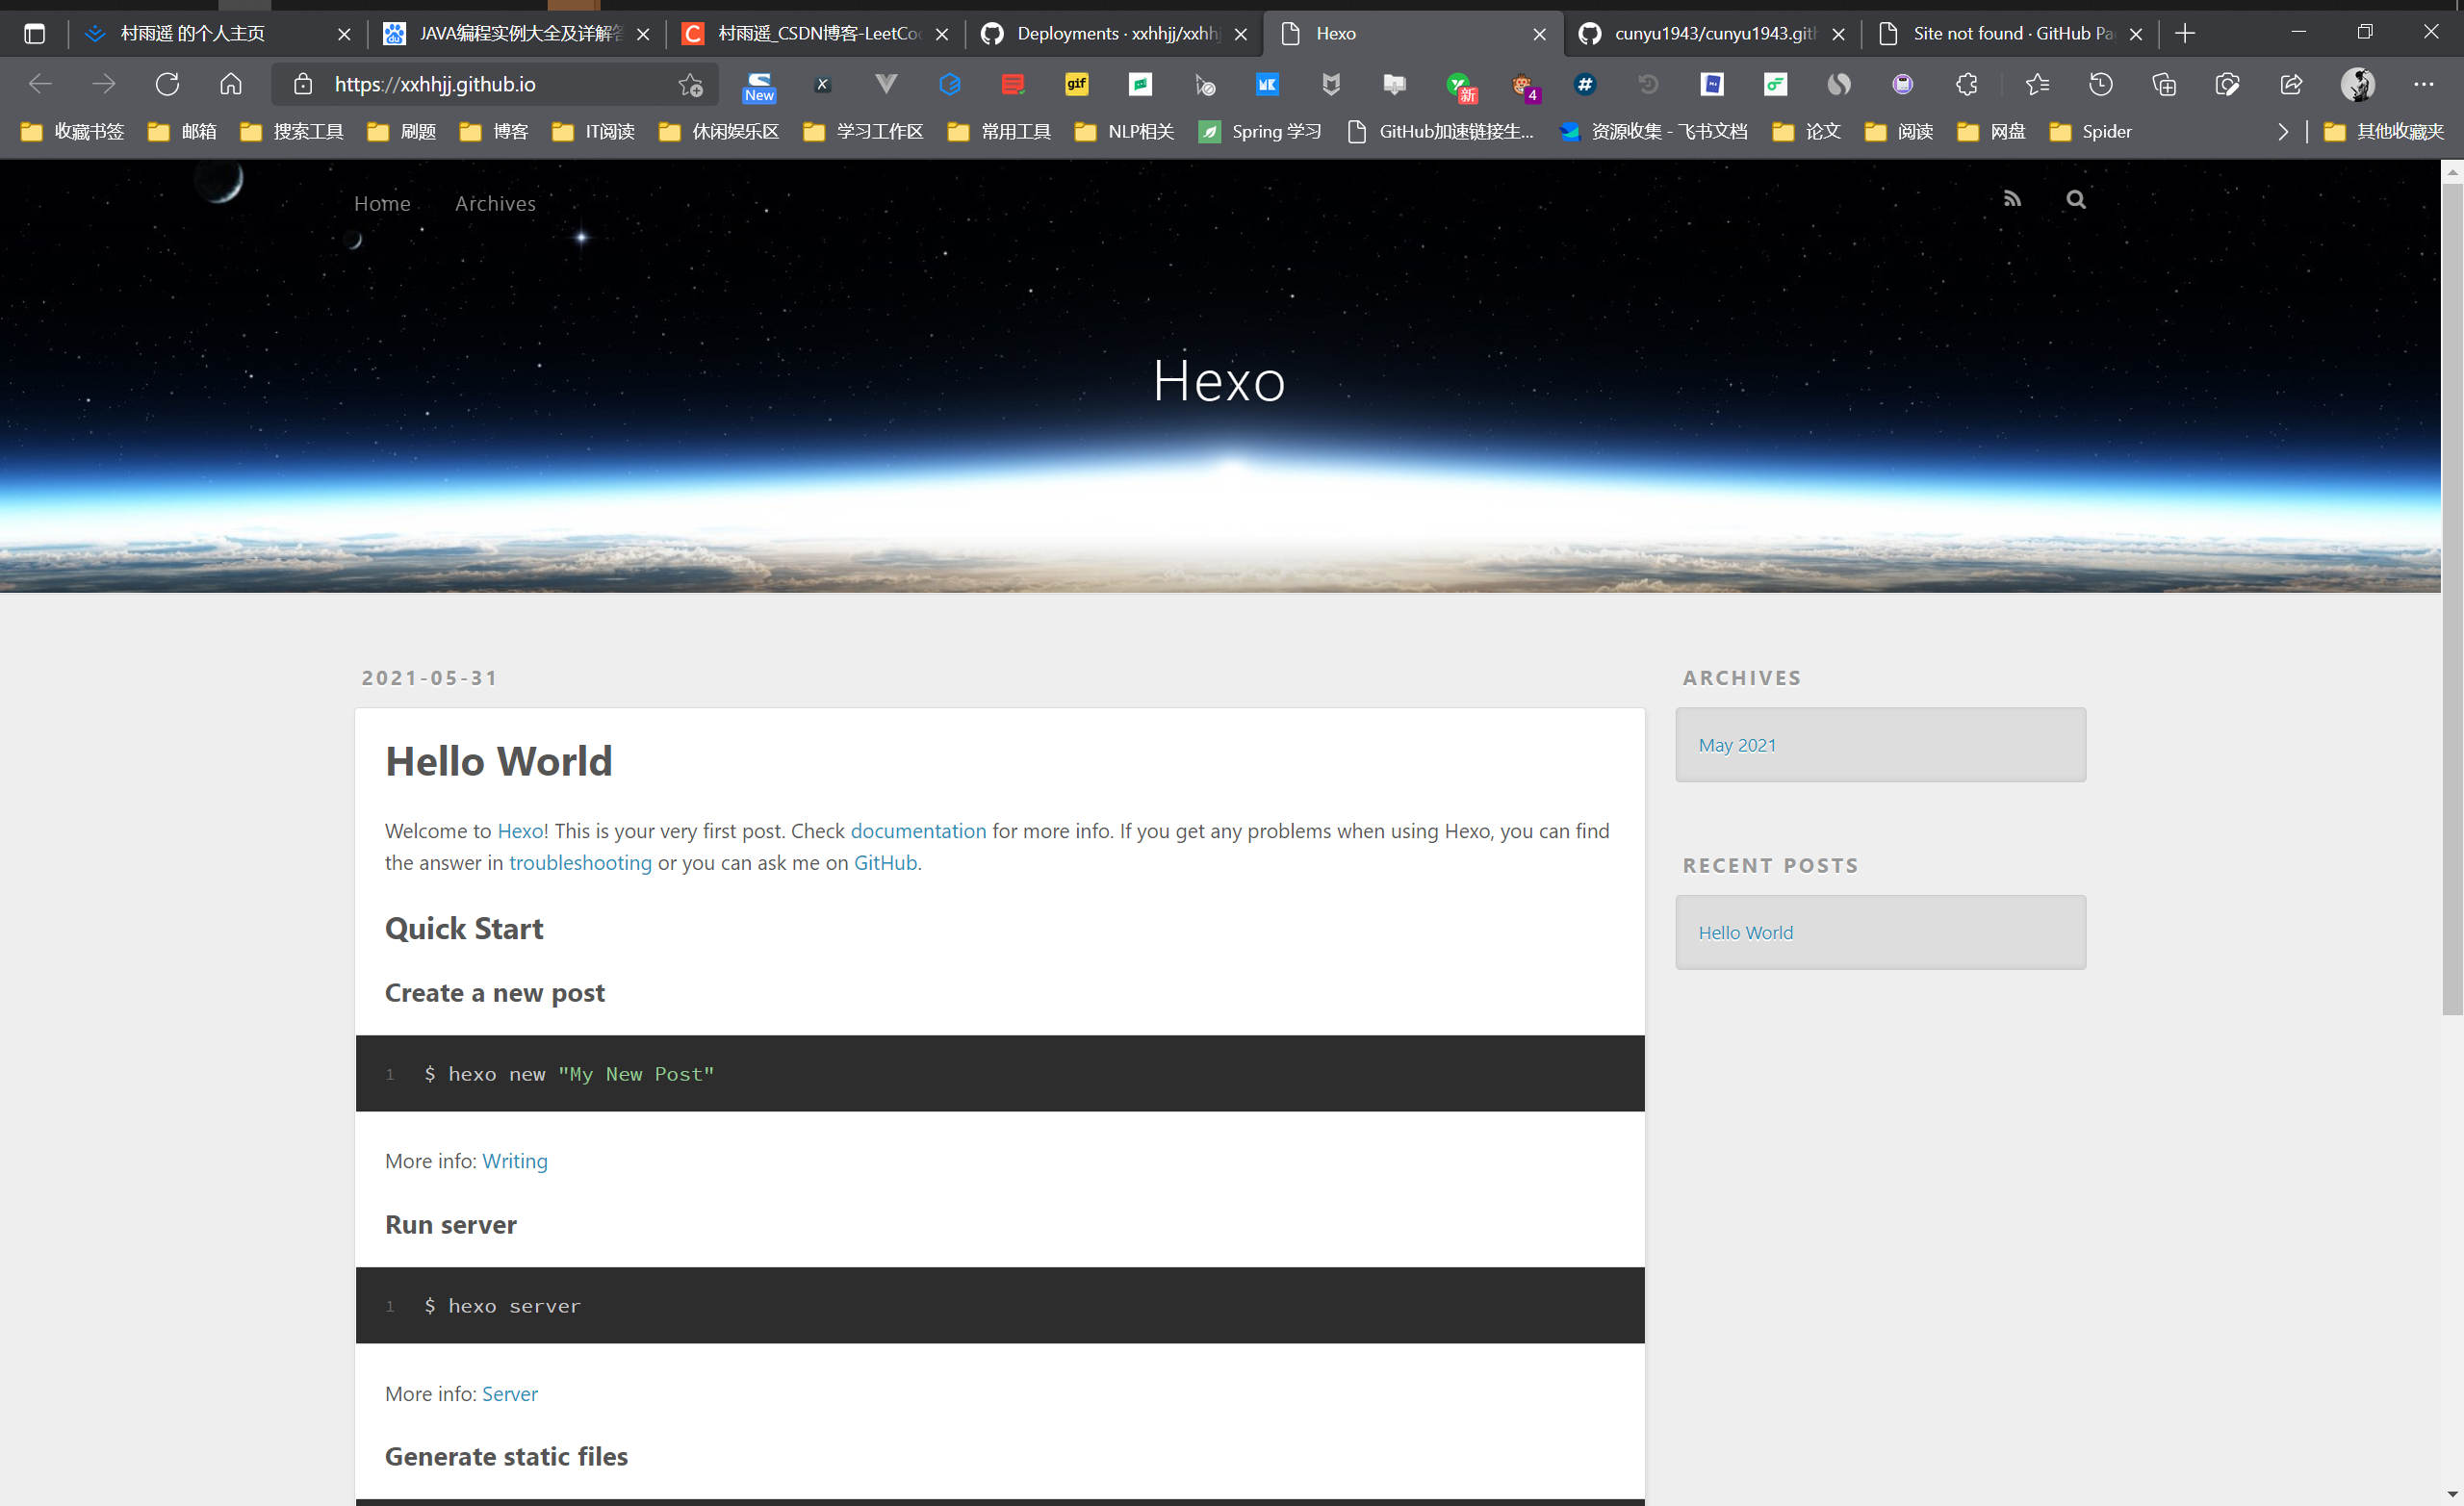 村雨遥 的个人主页
JAVA编程实例大全及详解答
村雨遥_CSDN博客-LeetCo
Deployments · xxhhjj/xxhh
Hexo
cunyu1943/cunyu1943.gith
Site not found · GitHub Pa
https://xxhhjj.github.io
New
gif
MK
新
4
收藏书签
邮箱
搜索工具
刷题
博客
IT阅读
休闲娱乐区
学习工作区
常用工具
NLP相关
Spring 学习
GitHub加速链接生...
资源收集 - 飞书文档
论文
阅读
网盘
Spider
其他收藏夹
Home
Archives
Hexo
2021-05-31
Hello World
Welcome to Hexo! This is your very first post. Check documentation for more info. If you get any problems when using Hexo, you can find
the answer in troubleshooting or you can ask me on GitHub.
Quick Start
Create a new post
1 $ hexo new "My New Post"
More info: Writing
Run server
1 $ hexo server
More info: Server
Generate static files
ARCHIVES
May 2021
RECENT POSTS
Hello World